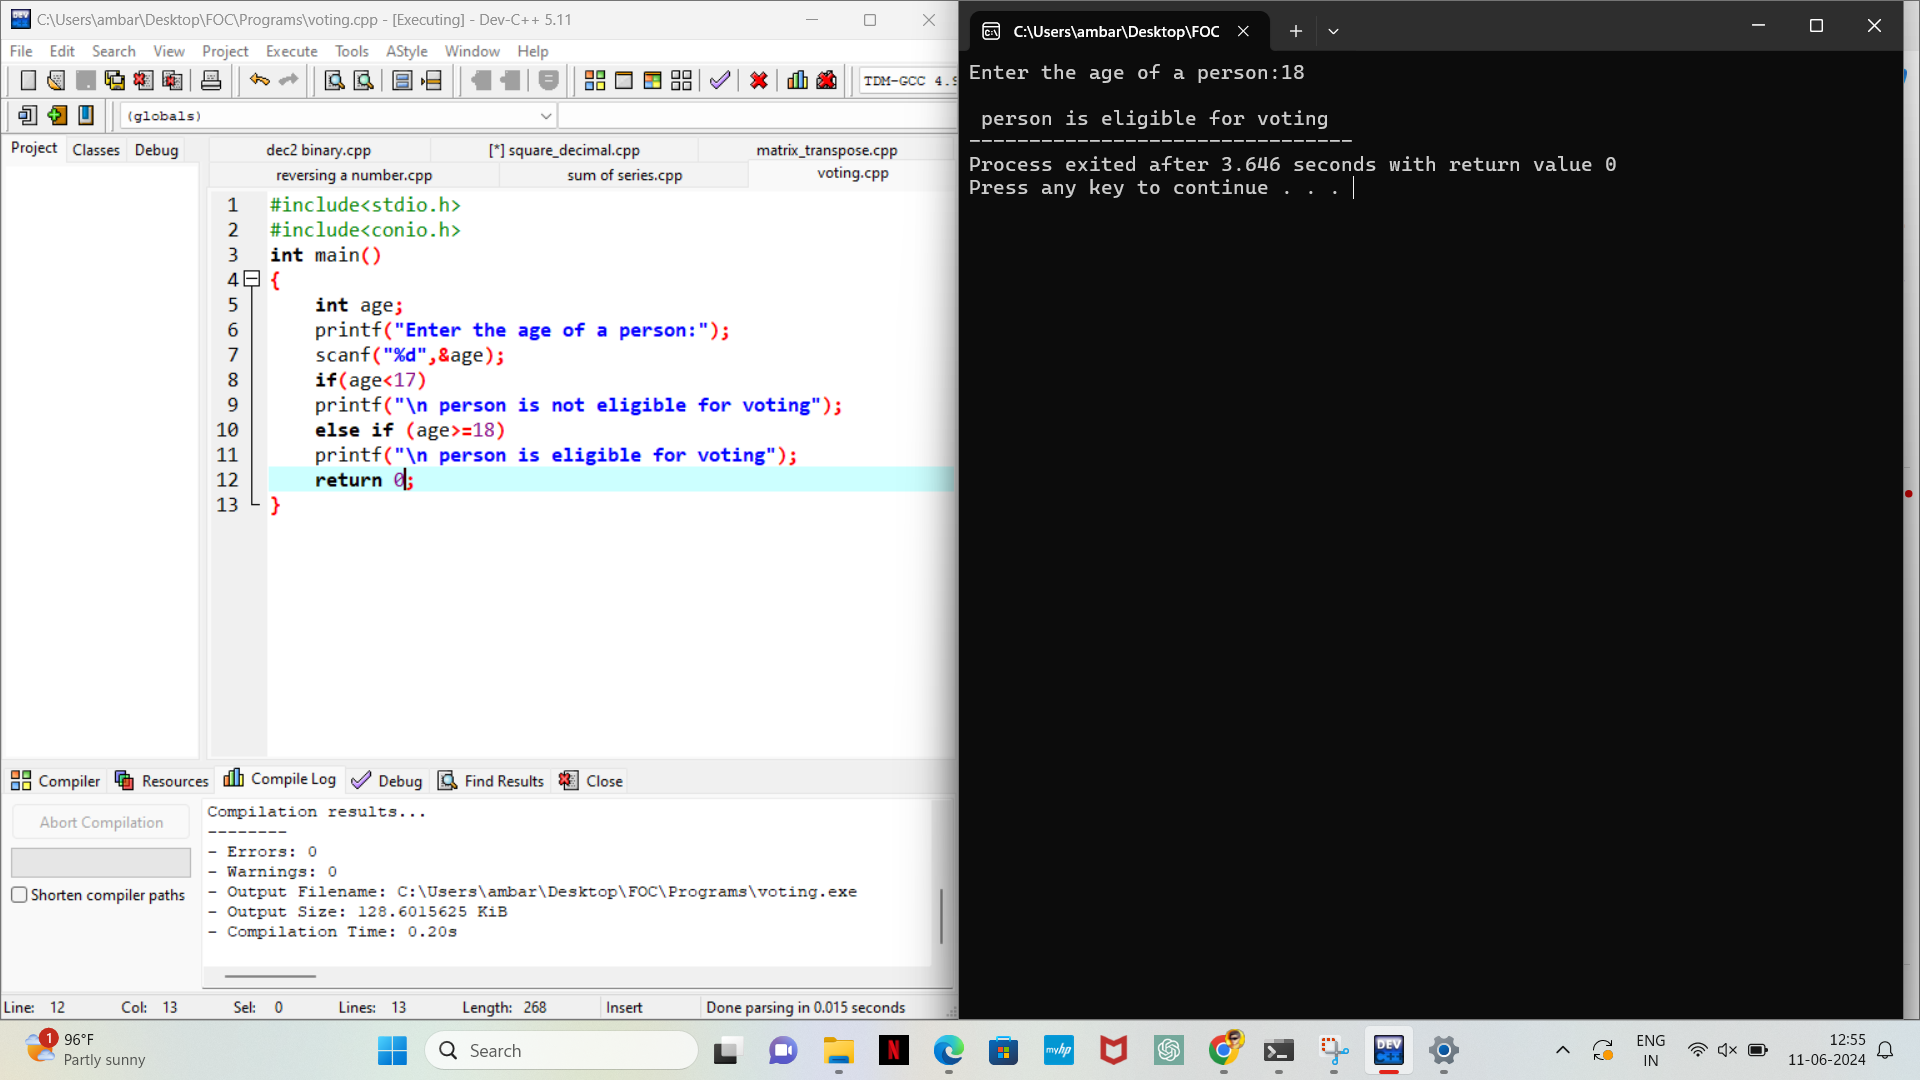 C:\Users\ambar\Desktop\FOC\Programs\voting.cpp - [Executing] - Dev-C++ 5.11
File Edit Search View Project Execute Tools AStyle Window Help
TDM-GCC 4.9
(globals)
Project Classes Debug
dec2 binary.cpp [*] square_decimal.cpp matrix_transpose.cpp
reversing a number.cpp sum of series.cpp voting.cpp
1 #include<stdio.h>
2 #include<conio.h>
3 int main()
4 {
5 int age;
6 printf("Enter the age of a person:");
7 scanf("%d",&age);
8 if(age<17)
9 printf("\n person is not eligible for voting");
10 else if (age>=18)
11 printf("\n person is eligible for voting");
12 return 0;
13 }
Compiler Resources Compile Log Debug Find Results Close
Abort Compilation
Shorten compiler paths
Compilation results...
--------
- Errors: 0
- Warnings: 0
- Output Filename: C:\Users\ambar\Desktop\FOC\Programs\voting.exe
- Output Size: 128.6015625 KiB
- Compilation Time: 0.20s
Line: 12 Col: 13 Sel: 0 Lines: 13 Length: 268 Insert Done parsing in 0.015 seconds
C:\Users\ambar\Desktop\FOC
Enter the age of a person:18
person is eligible for voting
--------------------------------
Process exited after 3.646 seconds with return value 0
Press any key to continue . . .
1
96°F
Partly sunny
Search
N
myhp
DEV
C++
ENG
IN
12:55
11-06-2024